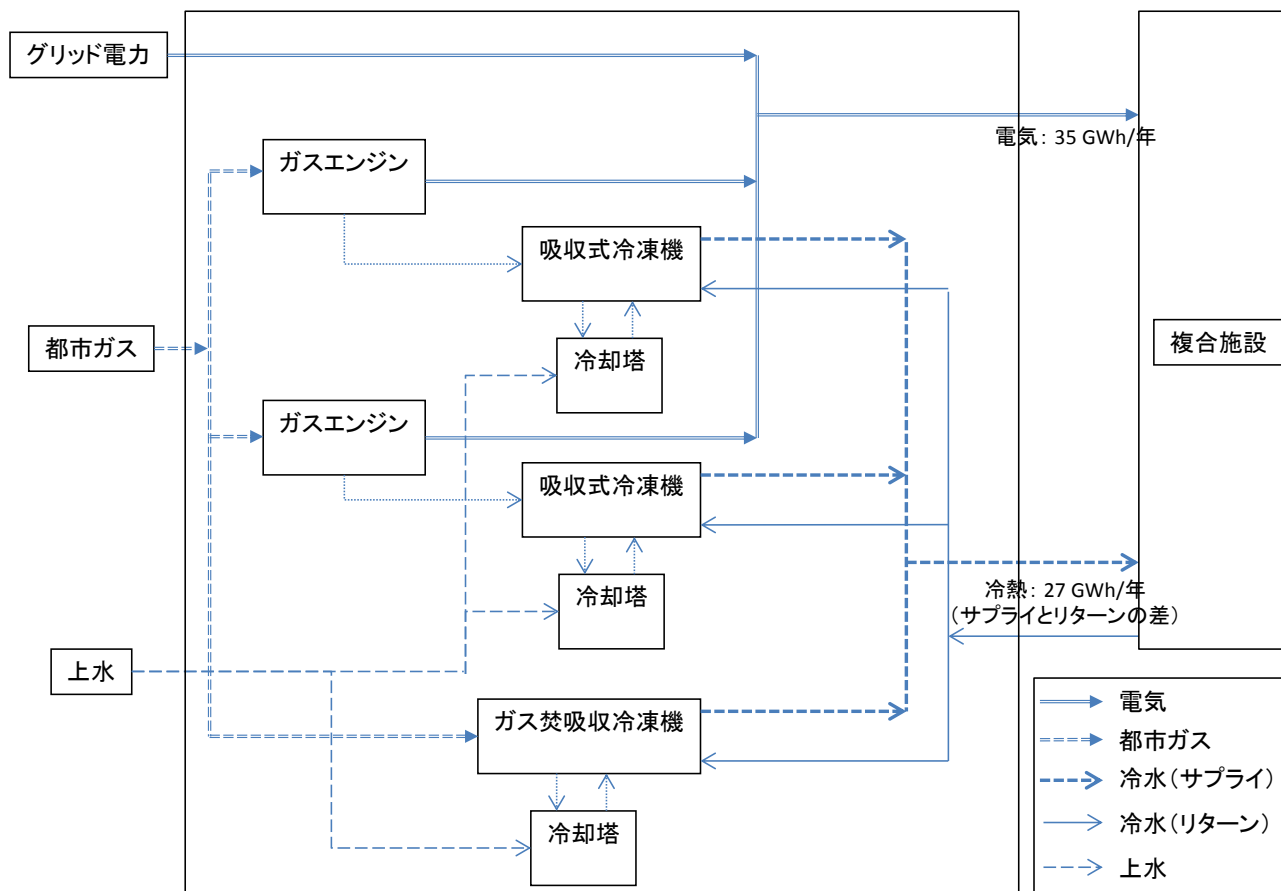 グリッド電力
電気： 35 GWh/年
ガスエンジン
吸収式冷凍機
都市ガス
冷却塔
複合施設
ガスエンジン
吸収式冷凍機
冷却塔
冷熱： 27 GWh/年
（サプライとリターンの差）
上水
ガス焚吸収冷凍機
冷却塔
電気
都市ガス
冷水（サプライ）
冷水（リターン）
上水